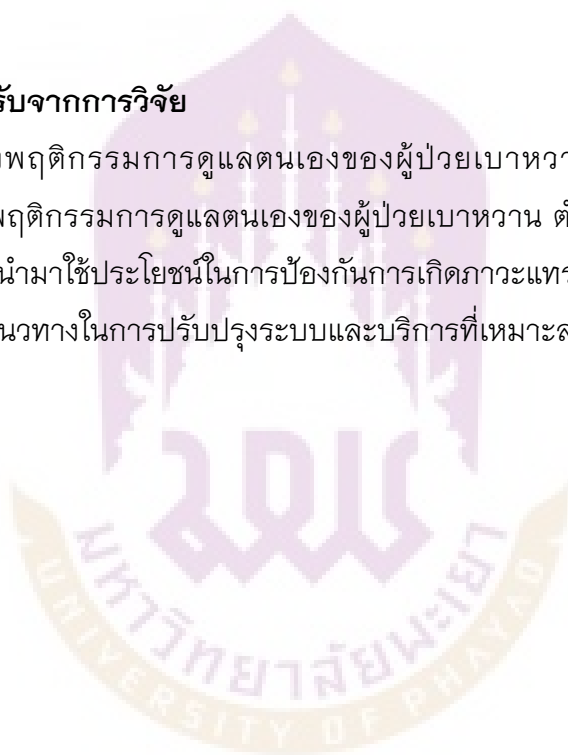 รับจากการวิจัย
งพฤติกรรมการดูแลตนเองของผู้ป่วยเบาหวา
พฤติกรรมการดูแลตนเองของผู้ป่วยเบาหวาน ตำ
นำมาใช้ประโยชน์ในการป้องกันการเกิดภาวะแทร
นวทางในการปรับปรุงระบบและบริการที่เหมาะส
มพย
มหาวิทยาลัยพะเยา
UNIVERSITY OF PHAYAO